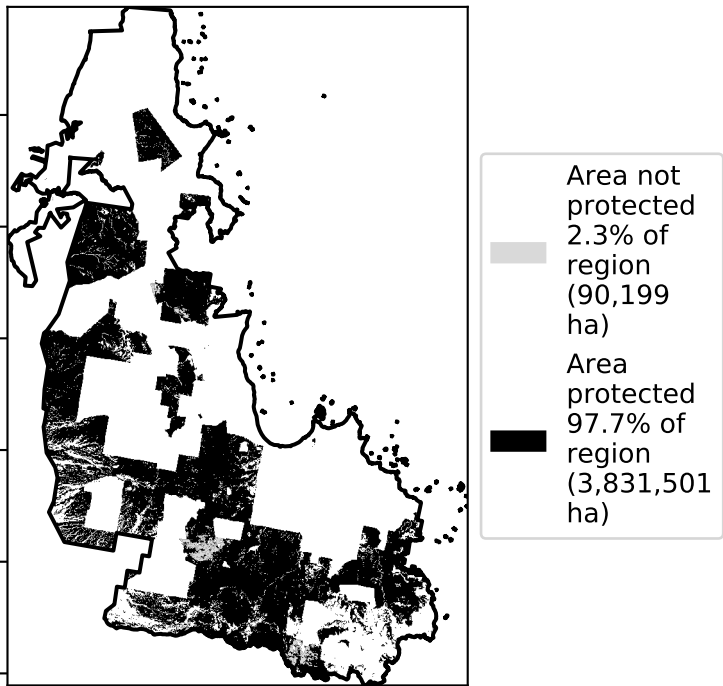 Area not
protected
2.3% of
region
(90,199
ha)
Area
protected
97.7% of
region
(3,831,501
ha)